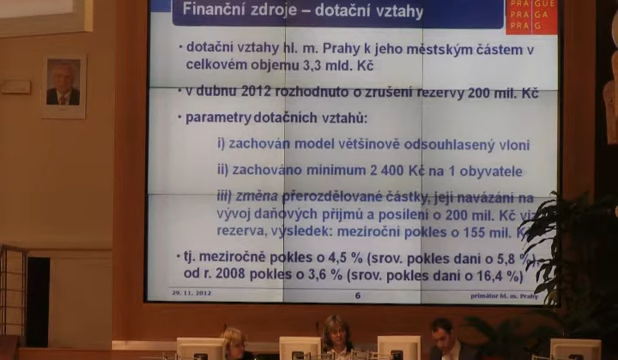 Finanční zdroje – dotační vztahy
PRAGUE
PRAGA
PRAG
• dotační vztahy hl. m. Prahy k jeho městským částem v
celkovém objemu 3,3 mld. Kč
• v dubnu 2012 rozhodnuto o zrušení rezervy 200 mil. Kč
• parametry dotačních vztahů:
i) zachován model většinově odsouhlasený vloni
ii) zachováno minimum 2 400 Kč na 1 obyvatele
iii) změna přerozdělované částky, její navázání na
vývoj daňových příjmů a posílení o 200 mil. Kč viz
rezerva, výsledek: meziroční pokles o 155 mil. K
• tj. meziročně pokles o 4,5 % (srov. pokles daní o 5,8 %),
od r. 2008 pokles o 3,6 % (srov. pokles daní o 16,4 %)
20. 11. 2012
6
primátor hl. m. Prahy